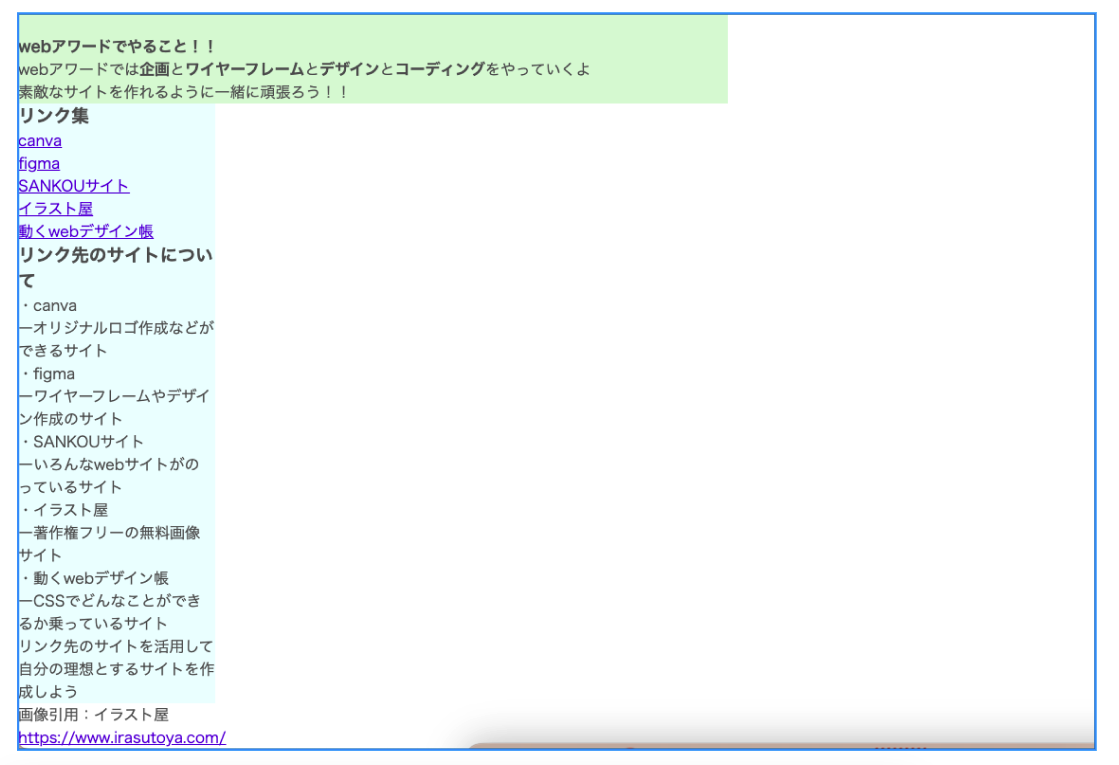 webアワードでやること！！
webアワードでは企画とワイヤーフレームとデザインとコーディングをやっていくよ
素敵なサイトを作れるように一緒に頑張ろう！！
リンク集
canva
figma
SANKOUサイト
イラスト屋
動くwebデザイン帳
リンク先のサイトについ
て
・canva
ーオリジナルロゴ作成などが
できるサイト
・figma
ーワイヤーフレームやデザイ
ン作成のサイト
・SANKOUサイト
ーいろんなwebサイトがの
っているサイト
・イラスト屋
ー著作権フリーの無料画像
サイト
・動くwebデザイン帳
ーCSSでどんなことができ
るか乗っているサイト
リンク先のサイトを活用して
自分の理想とするサイトを作
成しよう
画像引用：イラスト屋
https://www.irasutoya.com/